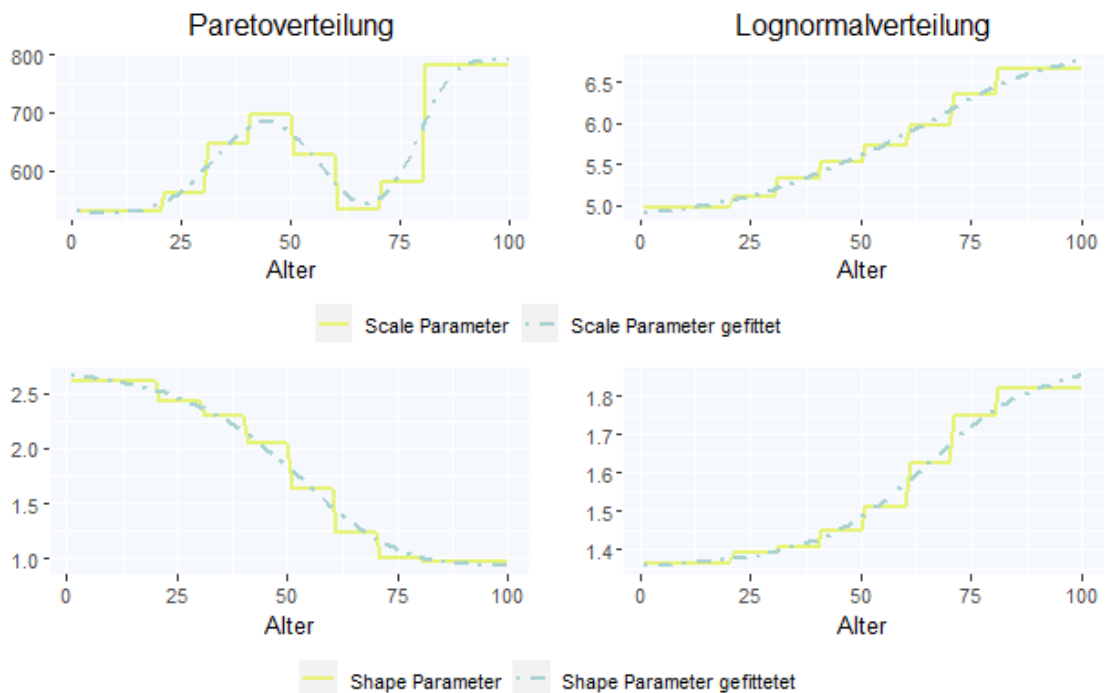 Paretoverteilung
Lognormalverteilung
800
700
600
0 25 50 75 100
Alter
6.5
6.0
5.5
5.0
0 25 50 75 100
Alter
Scale Parameter Scale Parameter gefittet
2.5
2.0
1.5
1.0
0 25 50 75 100
Alter
1.8
1.7
1.6
1.5
1.4
0 25 50 75 100
Alter
Shape Parameter Shape Parameter gefittetet